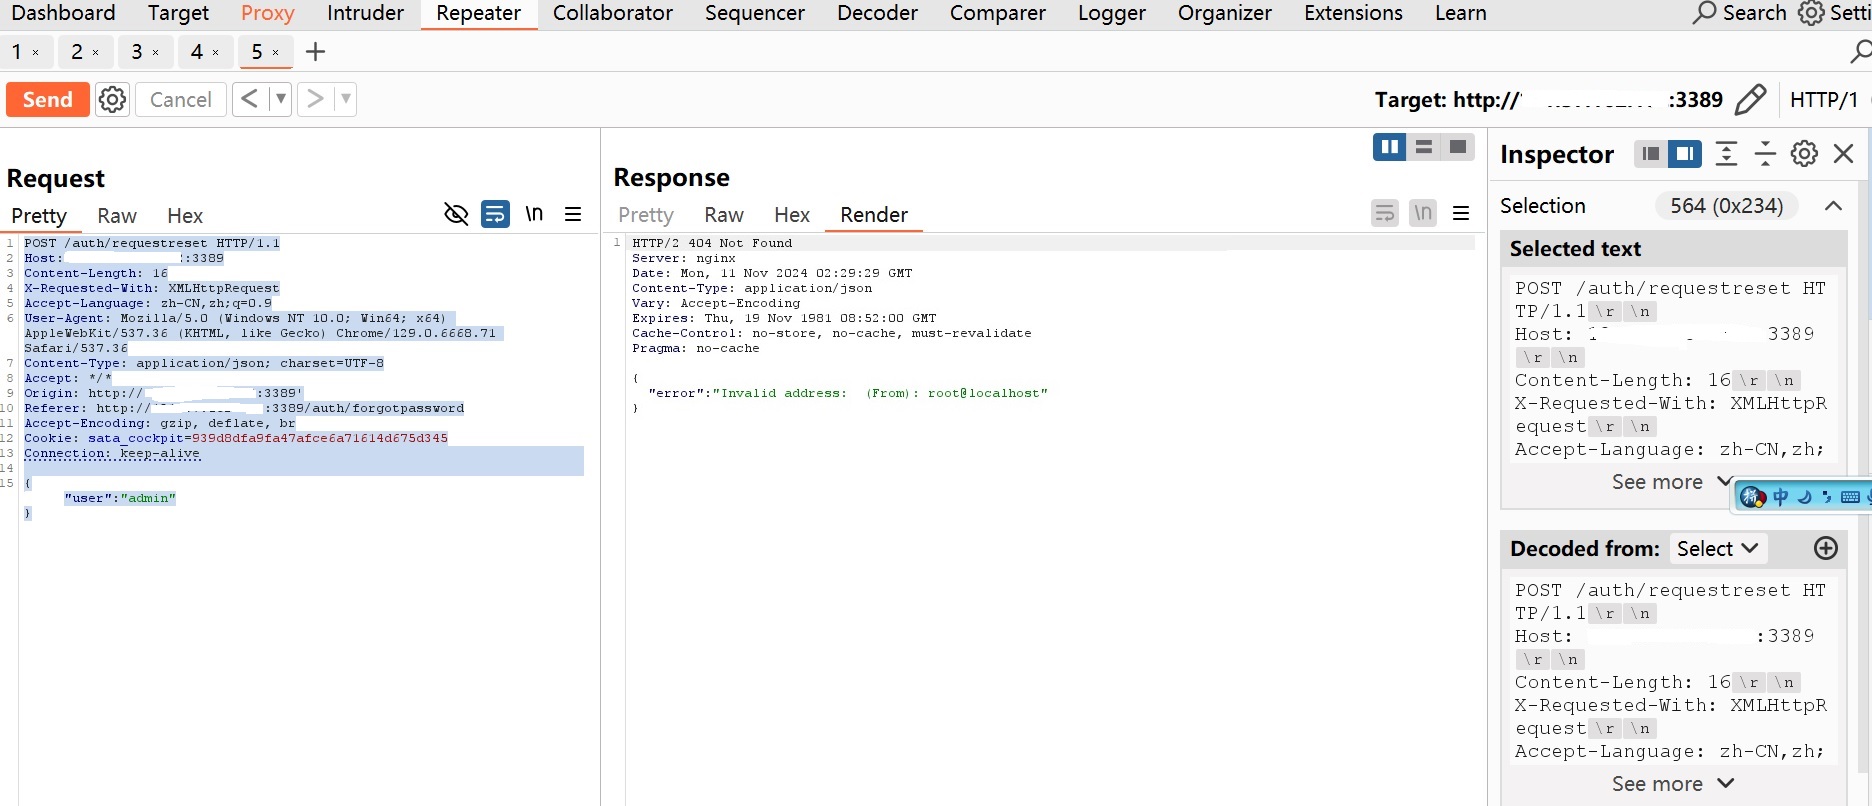 Dashboard Target Proxy Intruder Repeater Collaborator Sequencer Decoder Comparer Logger Organizer Extensions Learn Search Setti
1 × 2 × 3 × 4 × 5 × +
Send Cancel < ▼ > ▼ Target: http:// :3389 HTTP/1
Request
Pretty Raw Hex \n
1 POST /auth/requestreset HTTP/1.1
2 Host: :3389
3 Content-Length: 16
4 X-Requested-With: XMLHttpRequest
5 Accept-Language: zh-CN,zh;q=0.9
6 User-Agent: Mozilla/5.0 (Windows NT 10.0; Win64; x64)
AppleWebKit/537.36 (KHTML, like Gecko) Chrome/129.0.6668.71
Safari/537.36
7 Content-Type: application/json; charset=UTF-8
8 Accept: */*
9 Origin: http:// :3389'
10 Referer: http:// :3389/auth/forgotpassword
11 Accept-Encoding: gzip, deflate, br
12 Cookie: sata_cockpit=939d8dfa9fa47afce6a71614d675d345
13 Connection: keep-alive
14
15 {
"user":"admin"
}
Response
Pretty Raw Hex Render \n
1 HTTP/2 404 Not Found
Server: nginx
Date: Mon, 11 Nov 2024 02:29:29 GMT
Content-Type: application/json
Vary: Accept-Encoding
Expires: Thu, 19 Nov 1981 08:52:00 GMT
Cache-Control: no-store, no-cache, must-revalidate
Pragma: no-cache
{
"error":"Invalid address: (From): root@localhost"
}
Inspector
Selection 564 (0x234)
Selected text
POST /auth/requestreset HT
TP/1.1 \r \n
Host: 3389
\r \n
Content-Length: 16 \r \n
X-Requested-With: XMLHttpR
equest \r \n
Accept-Language: zh-CN,zh;
See more
拼 中
Decoded from: Select
POST /auth/requestreset HT
TP/1.1 \r \n
Host: :3389
\r \n
Content-Length: 16 \r \n
X-Requested-With: XMLHttpR
equest \r \n
Accept-Language: zh-CN,zh;
See more